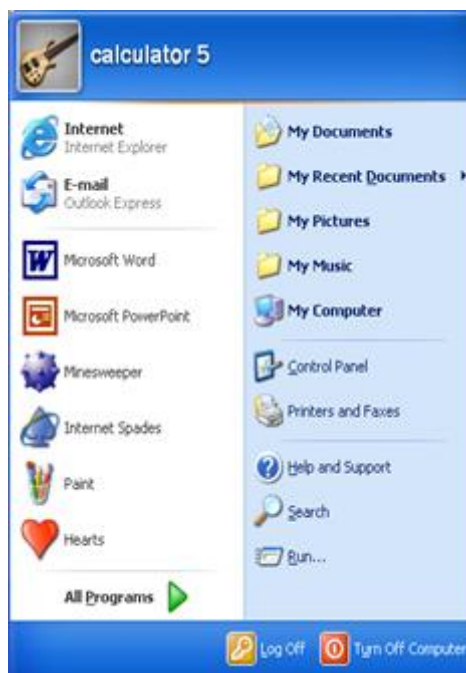 calculator 5
Internet
Internet Explorer
E-mail
Outlook Express
Microsoft Word
Microsoft PowerPoint
Minesweeper
Internet Spades
Paint
Hearts
All Programs
My Documents
My Recent Documents
My Pictures
My Music
My Computer
Control Panel
Printers and Faxes
Help and Support
Search
Run...
Log Off
Turn Off Computer